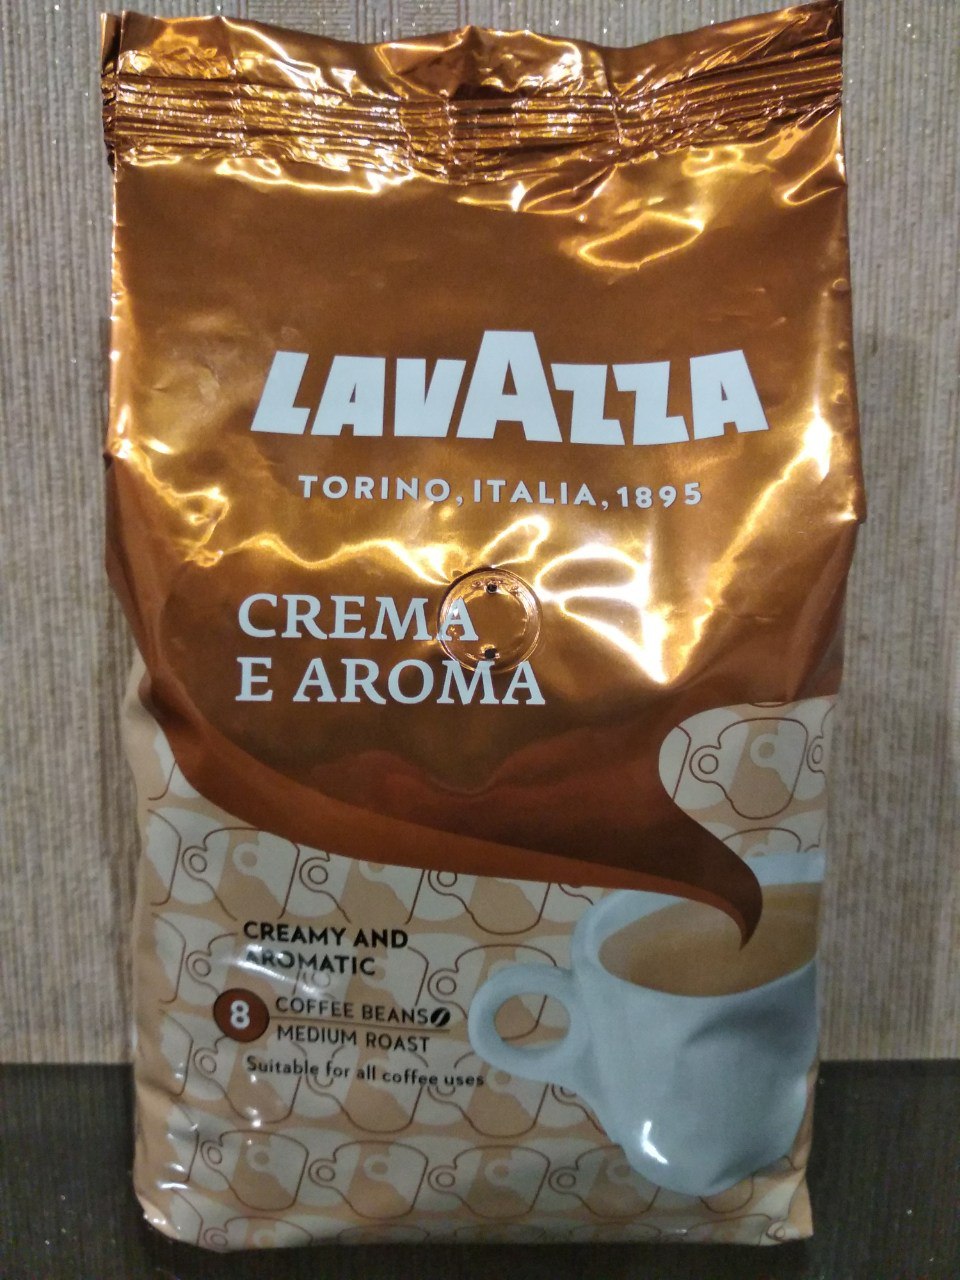 LAVAZZA
TORINO, ITALIA, 1895
CREMA
E AROMA
CREAMY AND
AROMATIC
8
COFFEE BEANS
MEDIUM ROAST
Suitable for all coffee uses